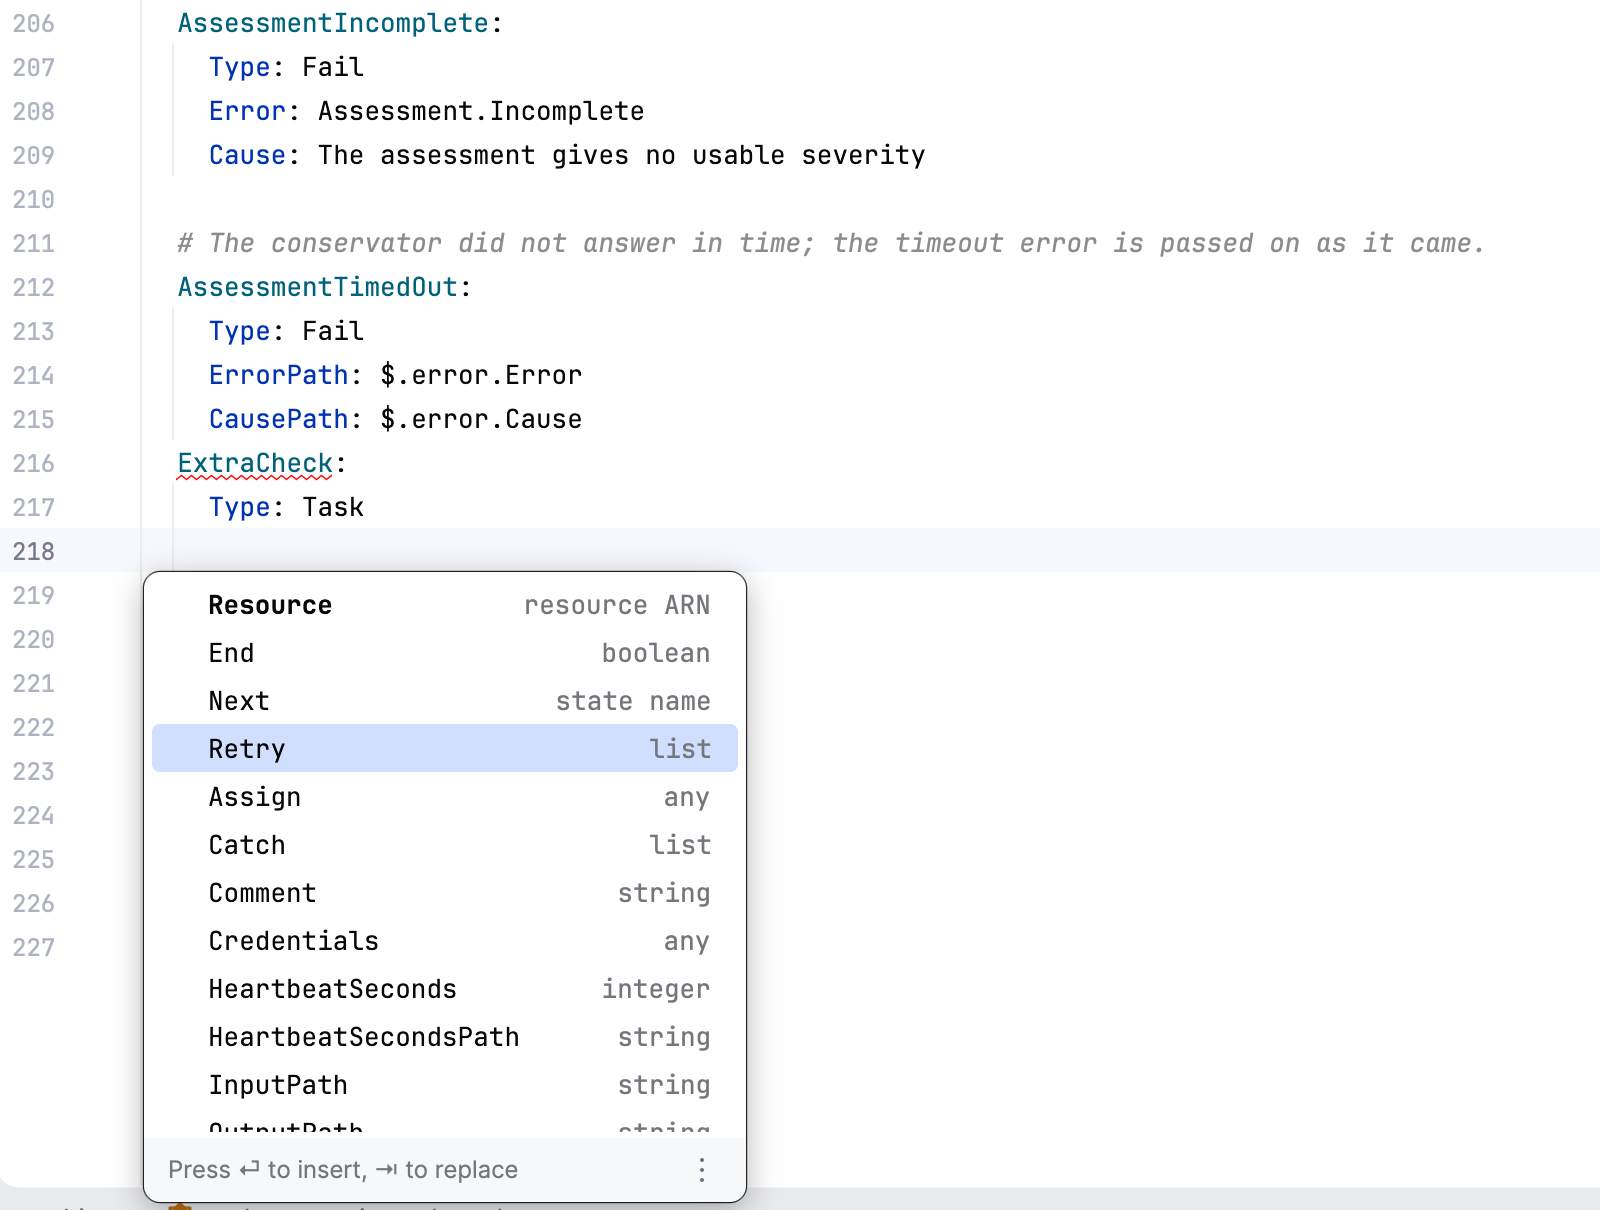 206 AssessmentIncomplete:
207 Type: Fail
208 Error: Assessment.Incomplete
209 Cause: The assessment gives no usable severity
210
211 # The conservator did not answer in time; the timeout error is passed on as it came.
212 AssessmentTimedOut:
213 Type: Fail
214 ErrorPath: $.error.Error
215 CausePath: $.error.Cause
216 ExtraCheck:
217 Type: Task
218
219
220
221
222
223
224
225
226
227
Resource resource ARN
End boolean
Next state name
Retry list
Assign any
Catch list
Comment string
Credentials any
HeartbeatSeconds integer
HeartbeatSecondsPath string
InputPath string
OutputPath string
Press ⏎ to insert, ⇥ to replace